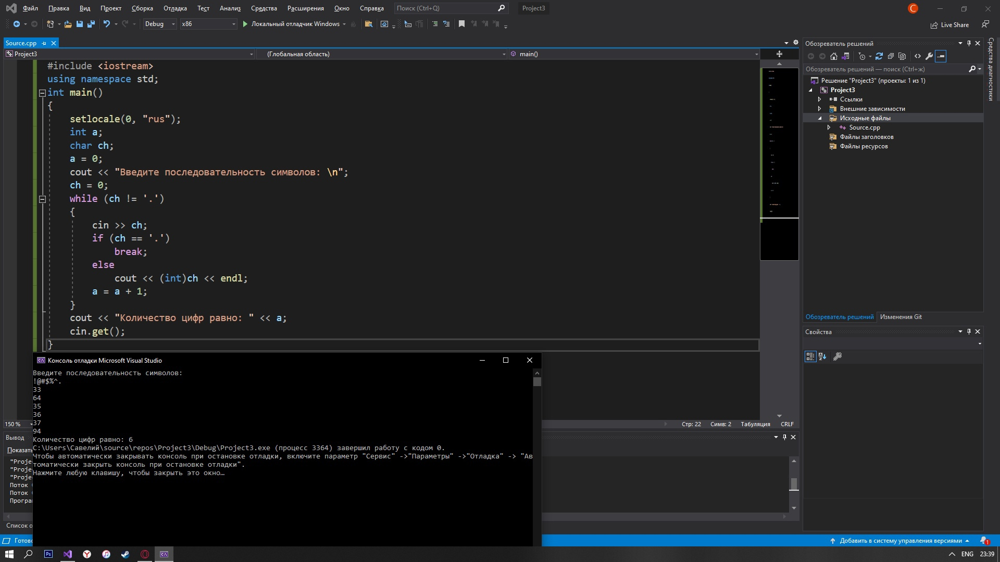 Файл Правка Вид Проект Сборка Отладка Тест Анализ Средства Расширения Окно Справка Поиск (Ctrl+Q) Project3 C
Debug x86 Локальный отладчик Windows Live Share
Source.cpp
Project3 (Глобальная область) main()
#include <iostream>
using namespace std;
int main()
{
setlocale(0, "rus");
int a;
char ch;
a = 0;
cout << "Введите последовательность символов: \n";
ch = 0;
while (ch != '.')
{
cin >> ch;
if (ch == '.')
break;
else
cout << (int)ch << endl;
a = a + 1;
}
cout << "Количество цифр равно: " << a;
cin.get();
}
150 %
Стр: 22 Симв: 2 Табуляция CRLF
Обозреватель решений
Обозреватель решений — поиск (Ctrl+ж)
Решение "Project3" (проекты: 1 из 1)
Project3
Ссылки
Внешние зависимости
Исходные файлы
Source.cpp
Файлы заголовков
Файлы ресурсов
Обозреватель решений Изменения Git
Свойства
Средства диагностики
Консоль отладки Microsoft Visual Studio
Введите последовательность символов:
!@#$%^.
33
64
35
36
37
94
Количество цифр равно: 6
C:\Users\Савелий\source\repos\Project3\Debug\Project3.exe (процесс 3364) завершил работу с кодом 0.
Чтобы автоматически закрывать консоль при остановке отладки, включите параметр "Сервис" ->"Параметры" ->"Отладка" -> "Ав
томатически закрыть консоль при остановке отладки".
Нажмите любую клавишу, чтобы закрыть это окно…
Вывод
Показать
"Proje
"Proje
"Proje
Поток
Поток
Програ
Список о
Готово
Добавить в систему управления версиями 1
Ps ENG 23:39